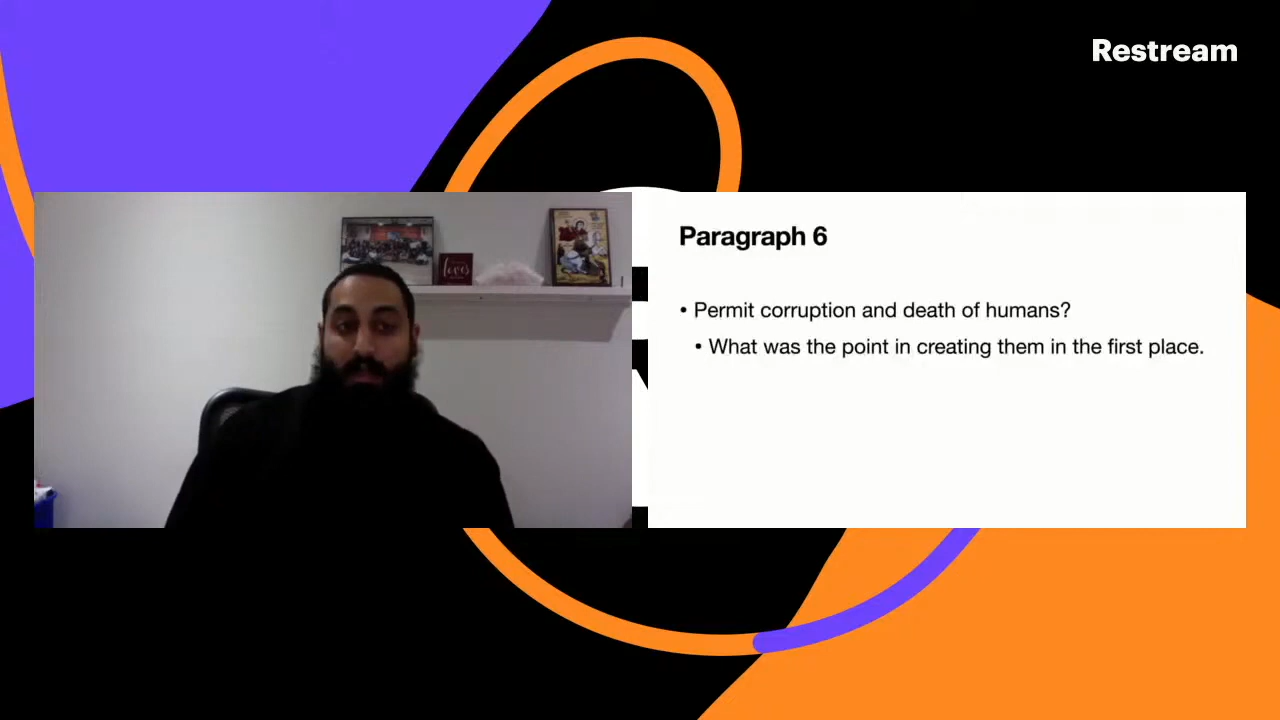 Restream
loves
Paragraph 6
• Permit corruption and death of humans?
• What was the point in creating them in the first place.